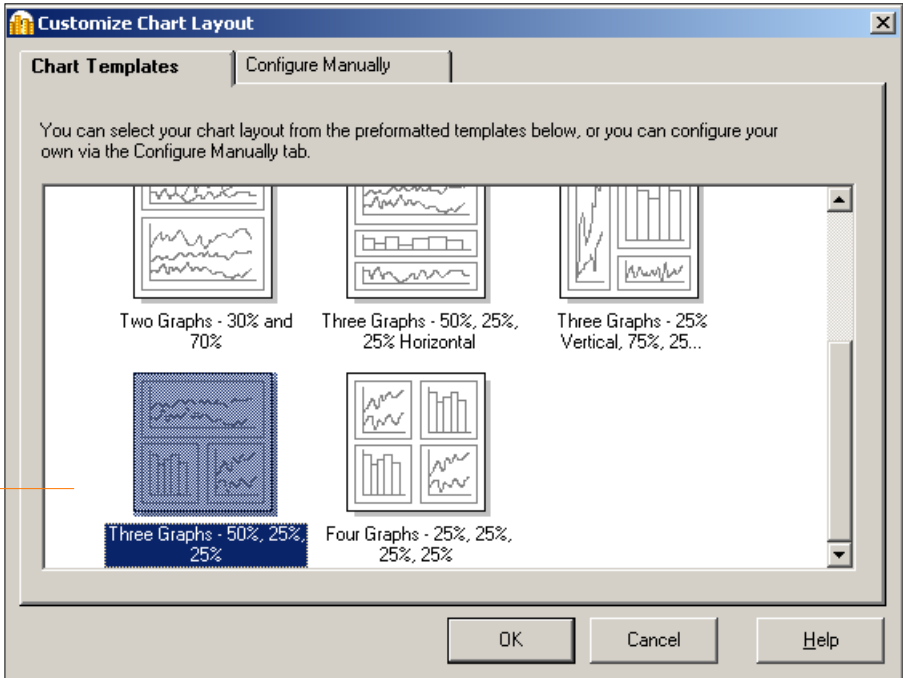 Customize Chart Layout
Chart Templates
Configure Manually
You can select your chart layout from the preformatted templates below, or you can configure your
own via the Configure Manually tab.
Two Graphs - 30% and
70%
Three Graphs - 50%, 25%,
25% Horizontal
Three Graphs - 25%
Vertical, 75%, 25...
Three Graphs - 50%, 25%,
25%
Four Graphs - 25%, 25%,
25%, 25%
OK
Cancel
Help